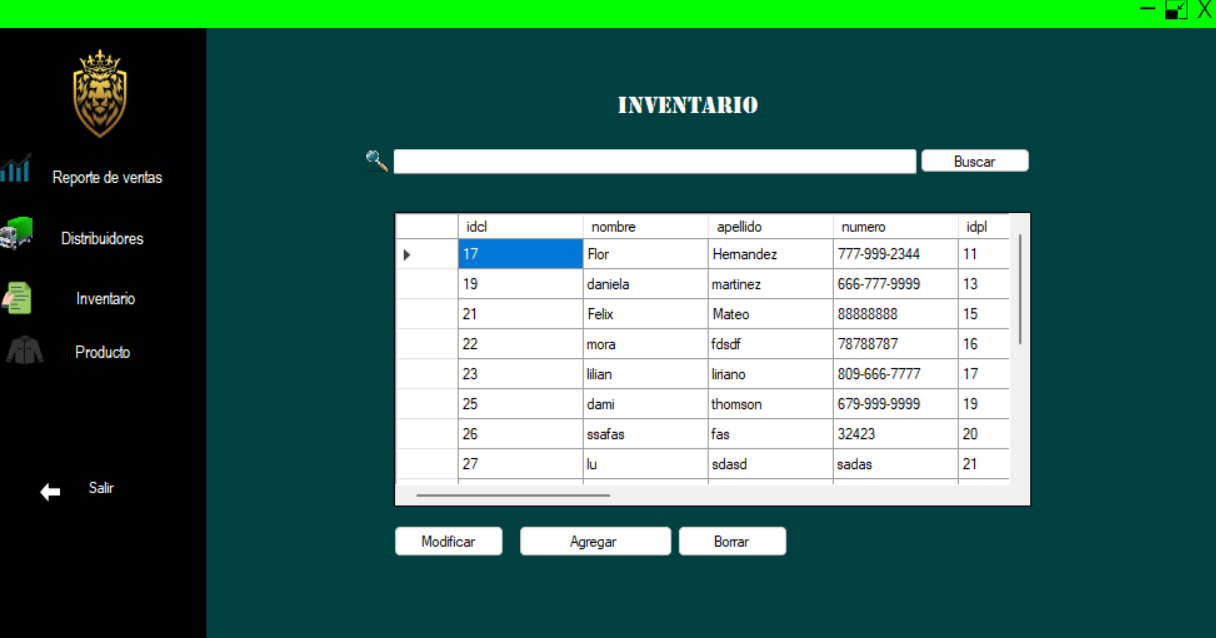 X
INVENTARIO
Buscar
Reporte de ventas
Distribuidores
Inventario
Producto
Salir
idcl nombre apellido numero idpl
17 Flor Hernandez 777-999-2344 11
19 daniela martinez 666-777-9999 13
21 Felix Mateo 88888888 15
22 mora fdsdf 78788787 16
23 lilian liriano 809-666-7777 17
25 dami thomson 679-999-9999 19
26 ssafas fas 32423 20
27 lu sdasd sadas 21
Modificar Agregar Borrar